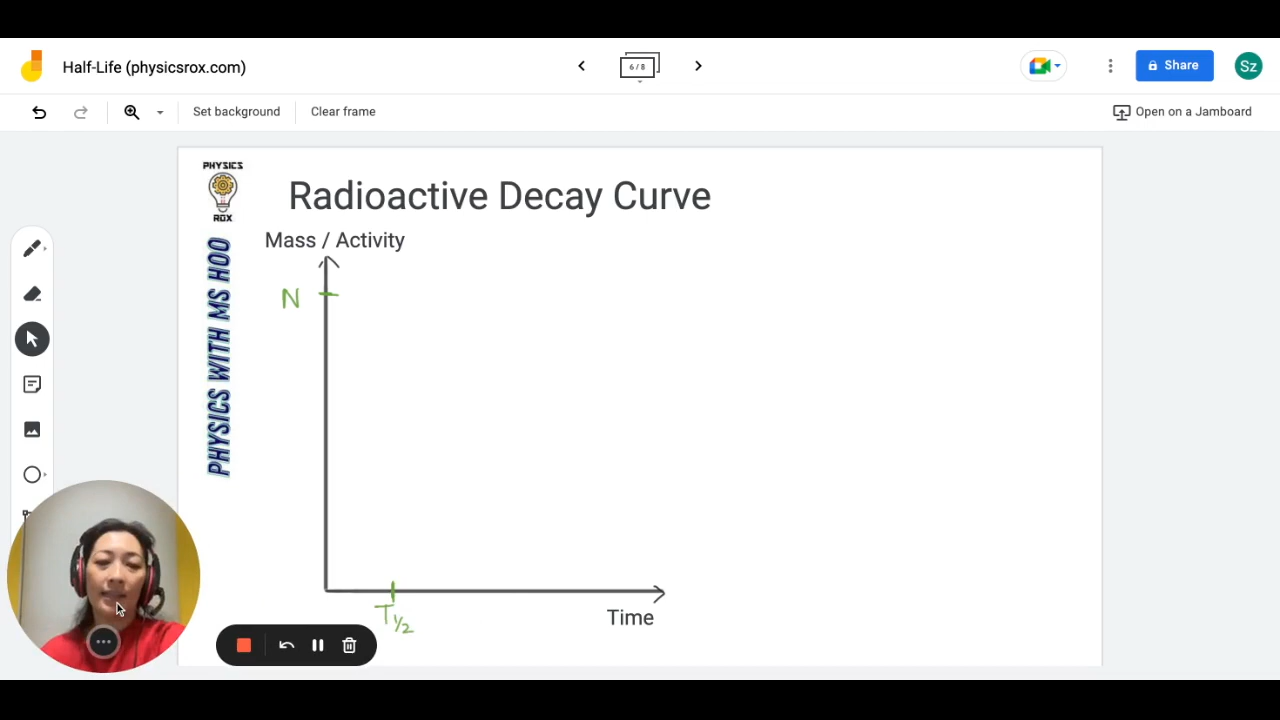 Half-Life (physicsrox.com)
6 / 8
Share
Sz
Set background
Clear frame
Open on a Jamboard
PHYSICS
ROX
PHYSICS WITH MS HOO
Radioactive Decay Curve
Mass / Activity
N
T1/2
Time